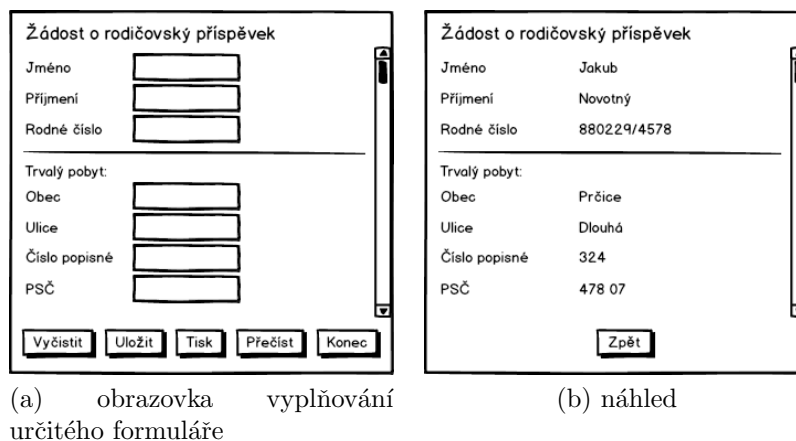 Žádost o rodičovský příspěvek
Jméno
Příjmení
Rodné číslo
Trvalý pobyt:
Obec
Ulice
Číslo popisné
PSČ
Vyčistit Uložit Tisk Přečíst Konec
(a) obrazovka vyplňování
určitého formuláře
Žádost o rodičovský příspěvek
Jméno Jakub
Příjmení Novotný
Rodné číslo 880229/4578
Trvalý pobyt:
Obec Prčice
Ulice Dlouhá
Číslo popisné 324
PSČ 478 07
Zpět
(b) náhled